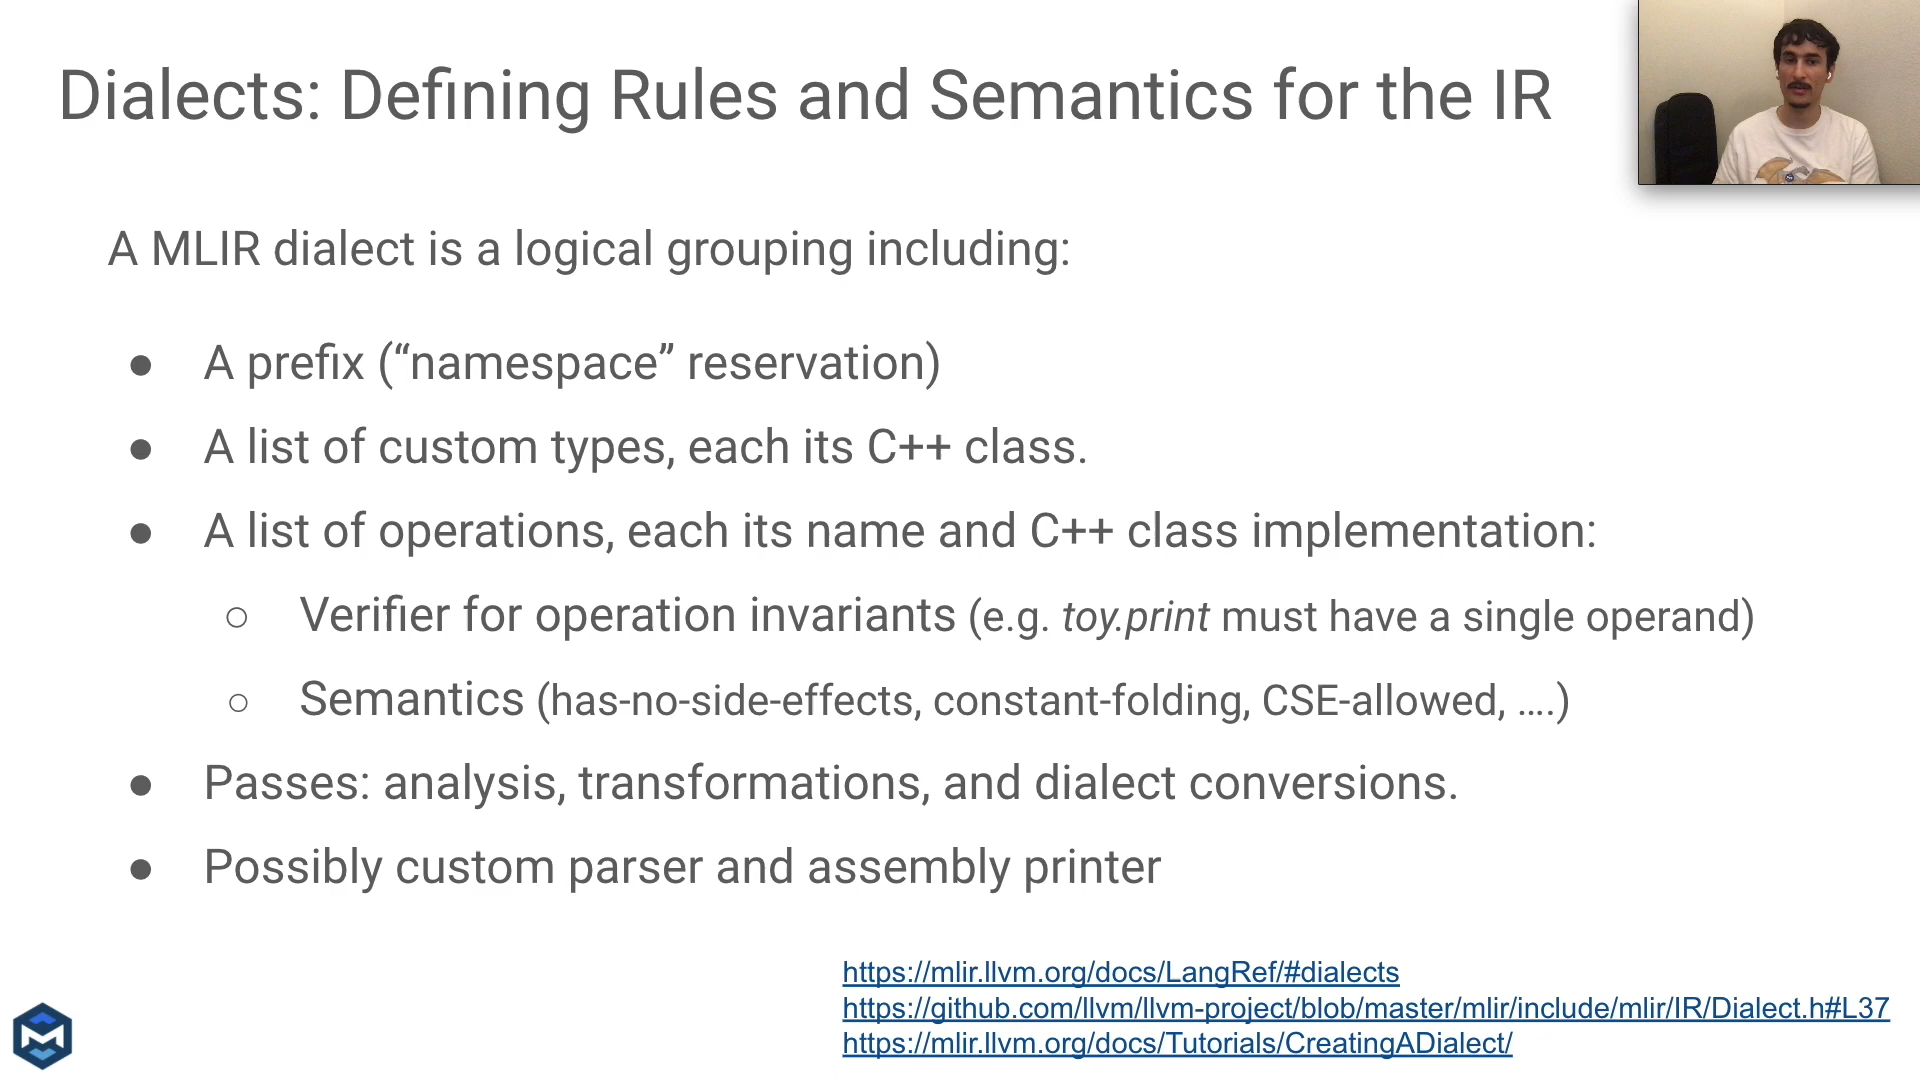 Dialects: Defining Rules and Semantics for the IR
A MLIR dialect is a logical grouping including:
● A prefix (“namespace” reservation)
● A list of custom types, each its C++ class.
● A list of operations, each its name and C++ class implementation:
○ Verifier for operation invariants (e.g. toy.print must have a single operand)
○ Semantics (has-no-side-effects, constant-folding, CSE-allowed, ….)
● Passes: analysis, transformations, and dialect conversions.
● Possibly custom parser and assembly printer
https://mlir.llvm.org/docs/LangRef/#dialects
https://github.com/llvm/llvm-project/blob/master/mlir/include/mlir/IR/Dialect.h#L37
https://mlir.llvm.org/docs/Tutorials/CreatingADialect/